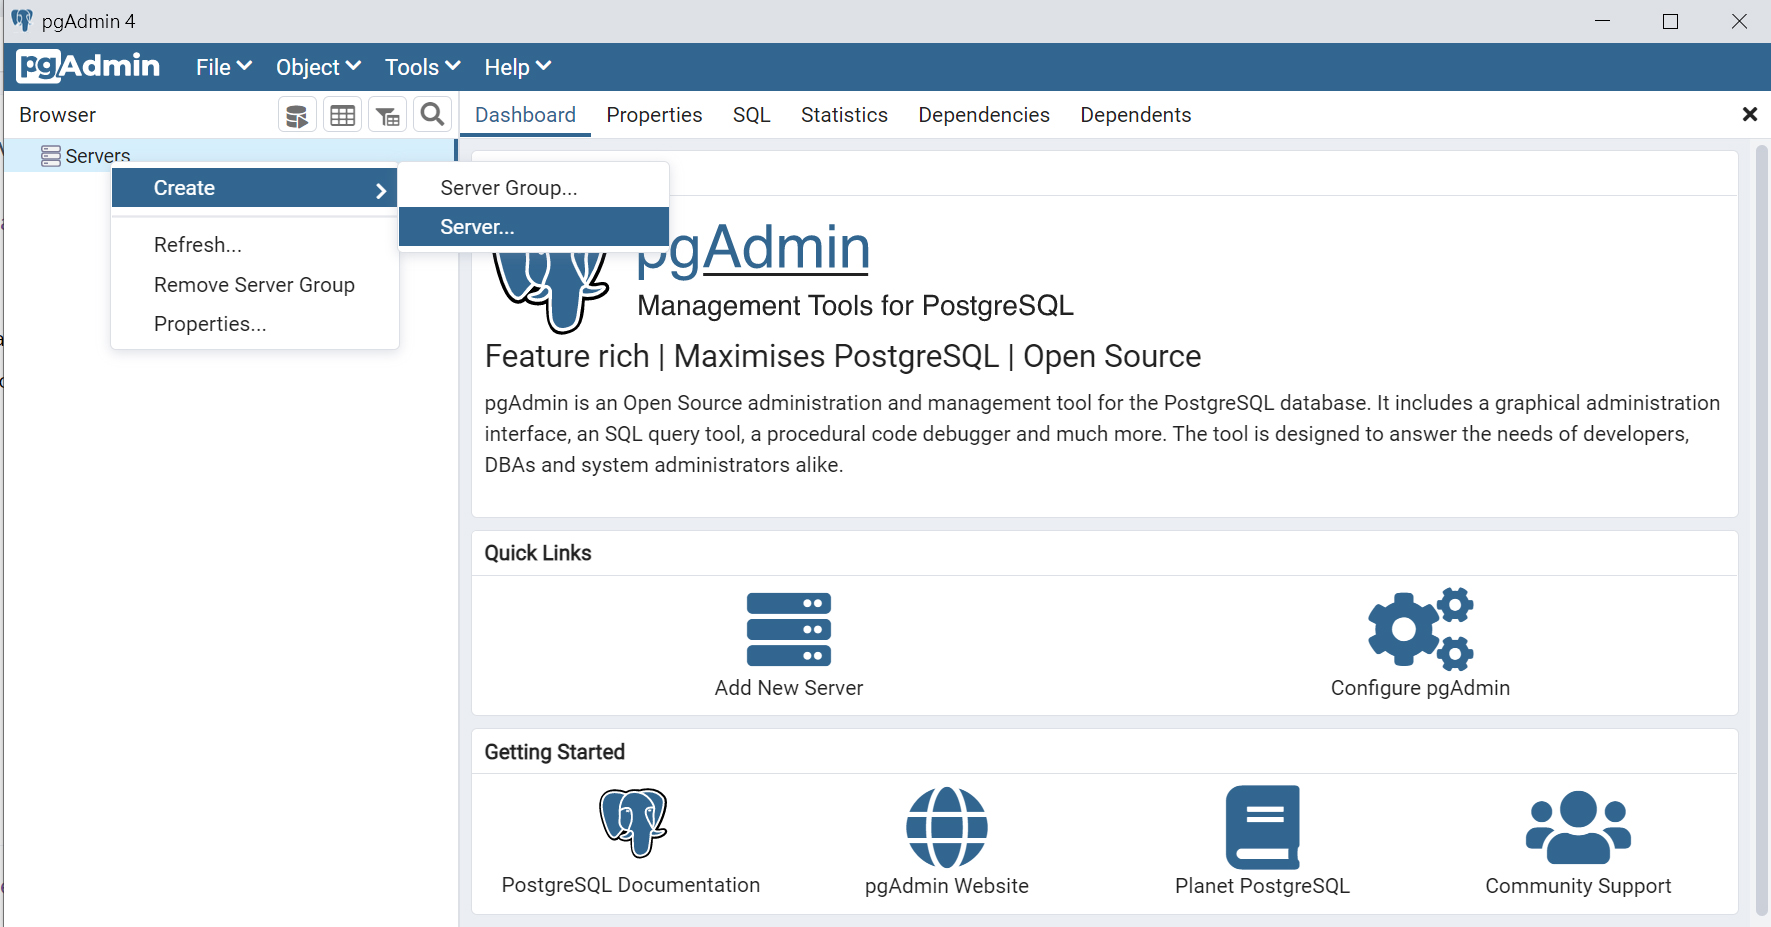 pgAdmin 4
pgAdmin File Object Tools Help
Browser
Dashboard Properties SQL Statistics Dependencies Dependents
Servers
Create
Refresh...
Remove Server Group
Properties...
Server Group...
Server...
pgAdmin
Management Tools for PostgreSQL
Feature rich | Maximises PostgreSQL | Open Source
pgAdmin is an Open Source administration and management tool for the PostgreSQL database. It includes a graphical administration
interface, an SQL query tool, a procedural code debugger and much more. The tool is designed to answer the needs of developers,
DBAs and system administrators alike.
Quick Links
Add New Server
Configure pgAdmin
Getting Started
PostgreSQL Documentation
pgAdmin Website
Planet PostgreSQL
Community Support